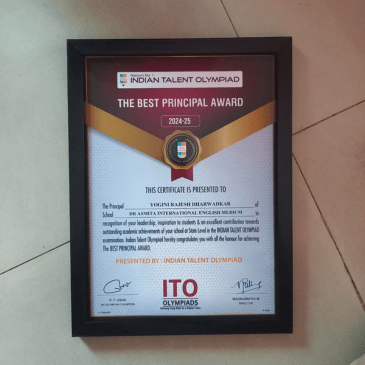 INDIAN TALENT OLYMPIAD
THE BEST PRINCIPAL AWARD
2024-25
THIS CERTIFICATE IS PRESENTED TO
The Principal YOGINI RAJESH DHARWADKAR of
School DR ASMITA INTERNATIONAL ENGLISH MEDIUM in
recognition of your leadership, inspiration to students & an excellent contribution towards
outstanding academic achievements of your school at State Level in the INDIAN TALENT OLYMPIAD
examination. Indian Talent Olympiad hereby congratulates you with all the honour for achieving
The BEST PRINCIPAL AWARD.
PRESENTED BY : INDIAN TALENT OLYMPIAD
ITO
OLYMPIADS
DIRECTOR